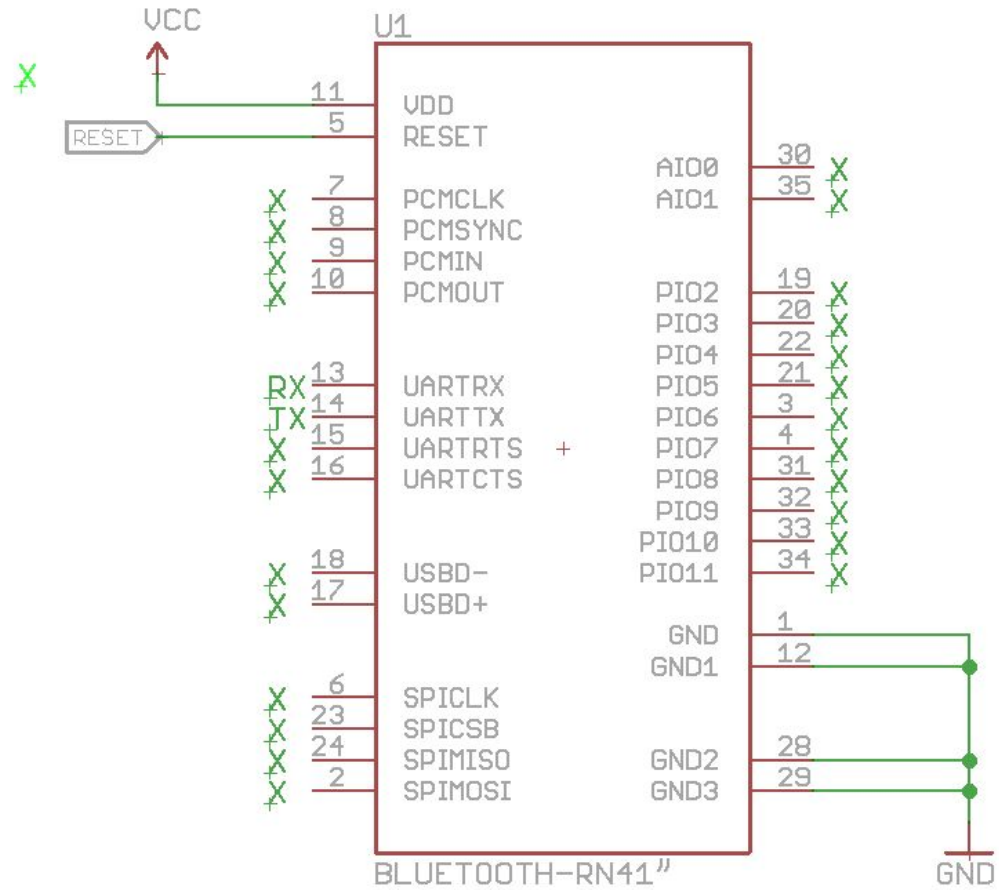 VCC
U1
X
11 VDD
RESET 5 RESET
AIO0 30 X
X 7 PCMCLK AIO1 35 X
X 8 PCMSYNC
X 9 PCMIN
X 10 PCMOUT PIO2 19 X
PIO3 20 X
PIO4 22 X
RX 13 UARTRX PIO5 21 X
TX 14 UARTTX PIO6 3 X
X 15 UARTRTS PIO7 4 X
X 16 UARTCTS PIO8 31 X
PIO9 32 X
PIO10 33 X
X 18 USBD- PIO11 34 X
X 17 USBD+
GND 1
GND1 12
X 6 SPICLK
X 23 SPICSB
X 24 SPIMISO GND2 28
X 2 SPIMOSI GND3 29
BLUETOOTH-RN41" GND